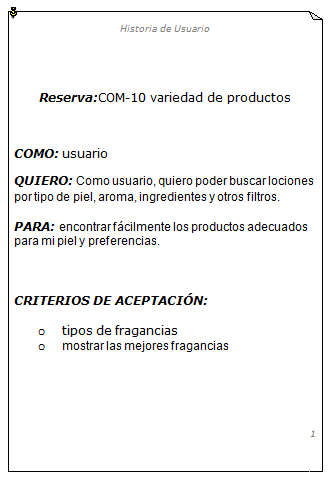 Historia de Usuario
Reserva:COM-10 variedad de productos
COMO: usuario
QUIERO: Como usuario, quiero poder buscar lociones
por tipo de piel, aroma, ingredientes y otros filtros.
PARA: encontrar fácilmente los productos adecuados
para mi piel y preferencias.
CRITERIOS DE ACEPTACIÓN:
o tipos de fragancias
o mostrar las mejores fragancias
1